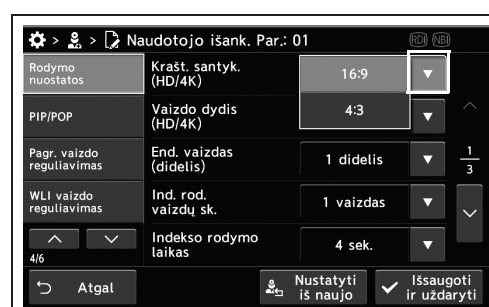 > > Naudotojo išank. Par.: 01 RDI NBI
Rodymo
nuostatos
Krašt. santyk.
(HD/4K)
16:9
4:3
PIP/POP
Vaizdo dydis
(HD/4K)
Pagr. vaizdo
reguliavimas
End. vaizdas
(didelis)
1 didelis
1
3
WLI vaizdo
reguliavimas
Ind. rod.
vaizdų sk.
1 vaizdas
4/6
Indekso rodymo
laikas
4 sek.
Atgal
Nustatyti
iš naujo
Išsaugoti
ir uždaryti